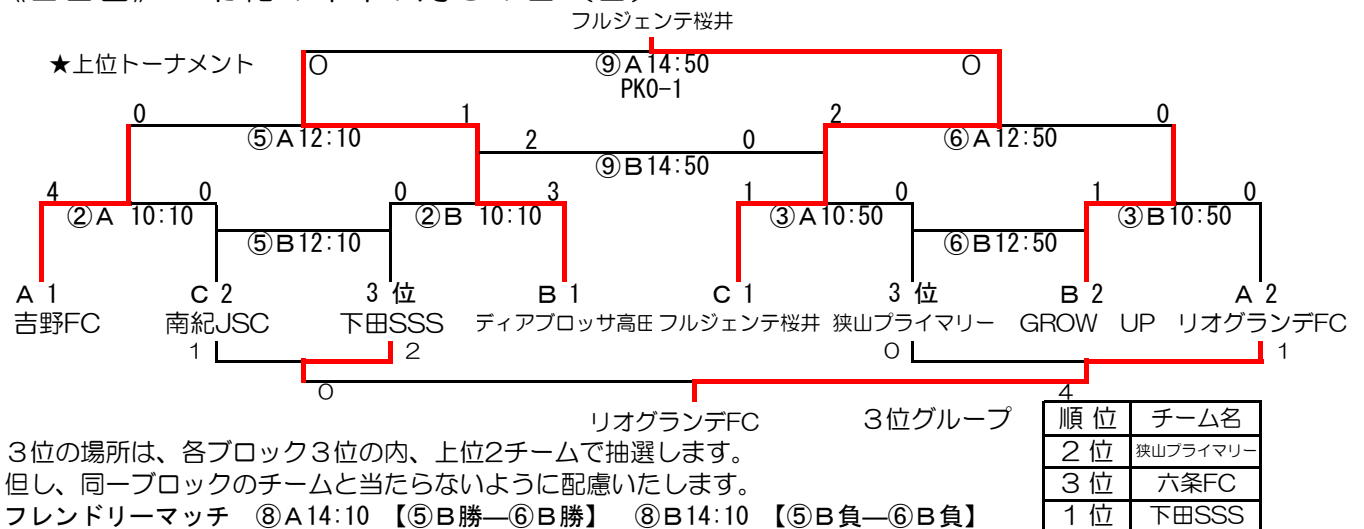 フルジェンテ桜井
★上位トーナメント
0 ⑨A14:50 0
PK0-1
0 1 2 0
⑤A12:10 ⑥A12:50
2 0
⑨B14:50
4 0 0 3 1 0 1 0
②A 10:10 ②B 10:10 ③A10:50 ③B10:50
⑤B12:10 ⑥B12:50
A1 C2 3位 B1 C1 3位 B2 A2
吉野FC 南紀JSC 下田SSS ディアブロッサ高田 フルジェンテ桜井 狭山プライマリー GROW UP リオグランデFC
1 2 0 1
0 4
リオグランデFC
3位グループ
順位 チーム名
2位 狭山プライマリー
3位 六条FC
1位 下田SSS
3位の場所は、各ブロック3位の内、上位2チームで抽選します。
但し、同一ブロックのチームと当たらないように配慮いたします。
フレンドリーマッチ ⑧A14:10 【⑤B勝―⑥B勝】 ⑧B14:10 【⑤B負―⑥B負】